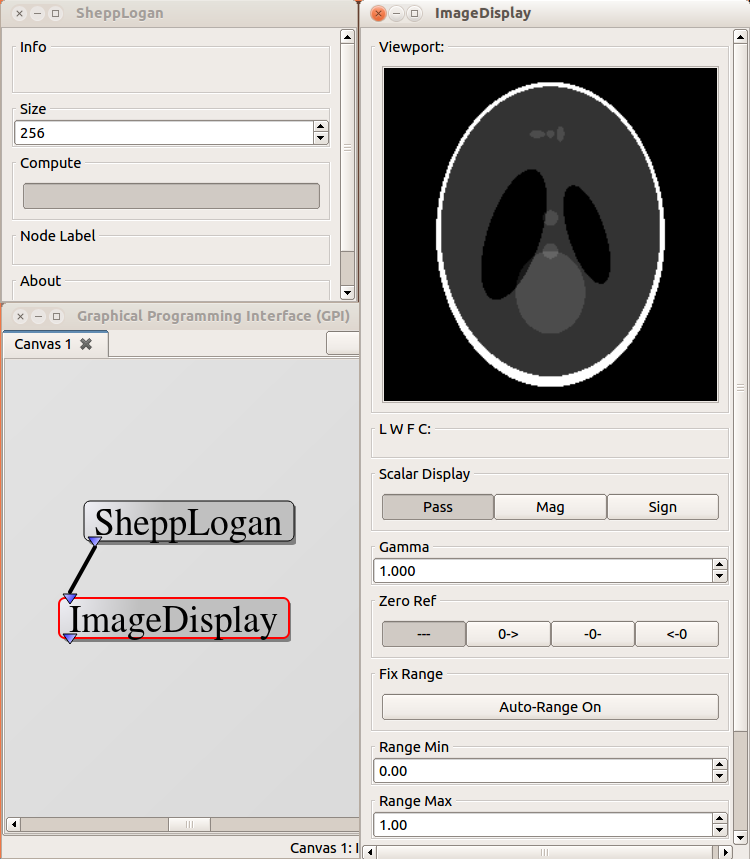 SheppLogan
Info
Size
256
Compute
Node Label
About
Graphical Programming Interface (GPI)
Canvas 1
SheppLogan
ImageDisplay
Canvas 1: I
ImageDisplay
Viewport:
L W F C:
Scalar Display
Pass Mag Sign
Gamma
1.000
Zero Ref
--- 0-> -0- <-0
Fix Range
Auto-Range On
Range Min
0.00
Range Max
1.00